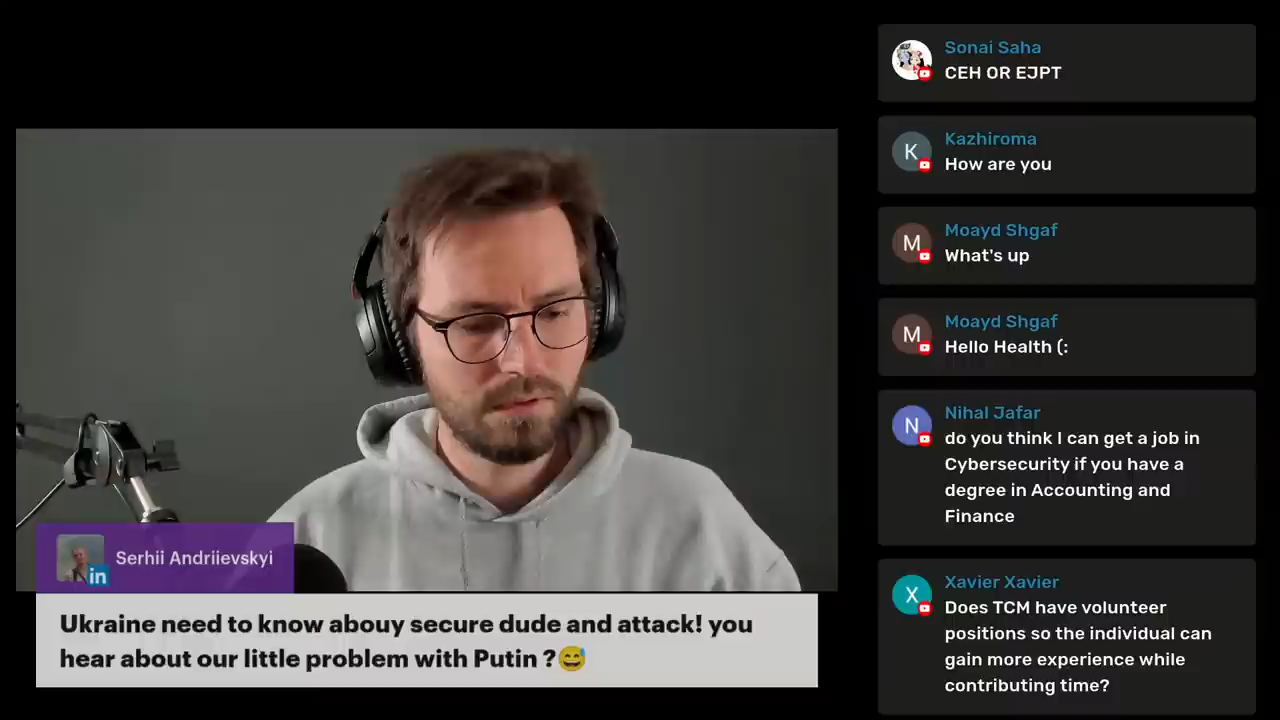 Serhii Andriievskyi
in
Ukraine need to know abouy secure dude and attack! you
hear about our little problem with Putin ?😅
Sonai Saha
CEH OR EJPT
K
Kazhiroma
How are you
M
Moayd Shgaf
What's up
M
Moayd Shgaf
Hello Health (:
N
Nihal Jafar
do you think I can get a job in
Cybersecurity if you have a
degree in Accounting and
Finance
X
Xavier Xavier
Does TCM have volunteer
positions so the individual can
gain more experience while
contributing time?